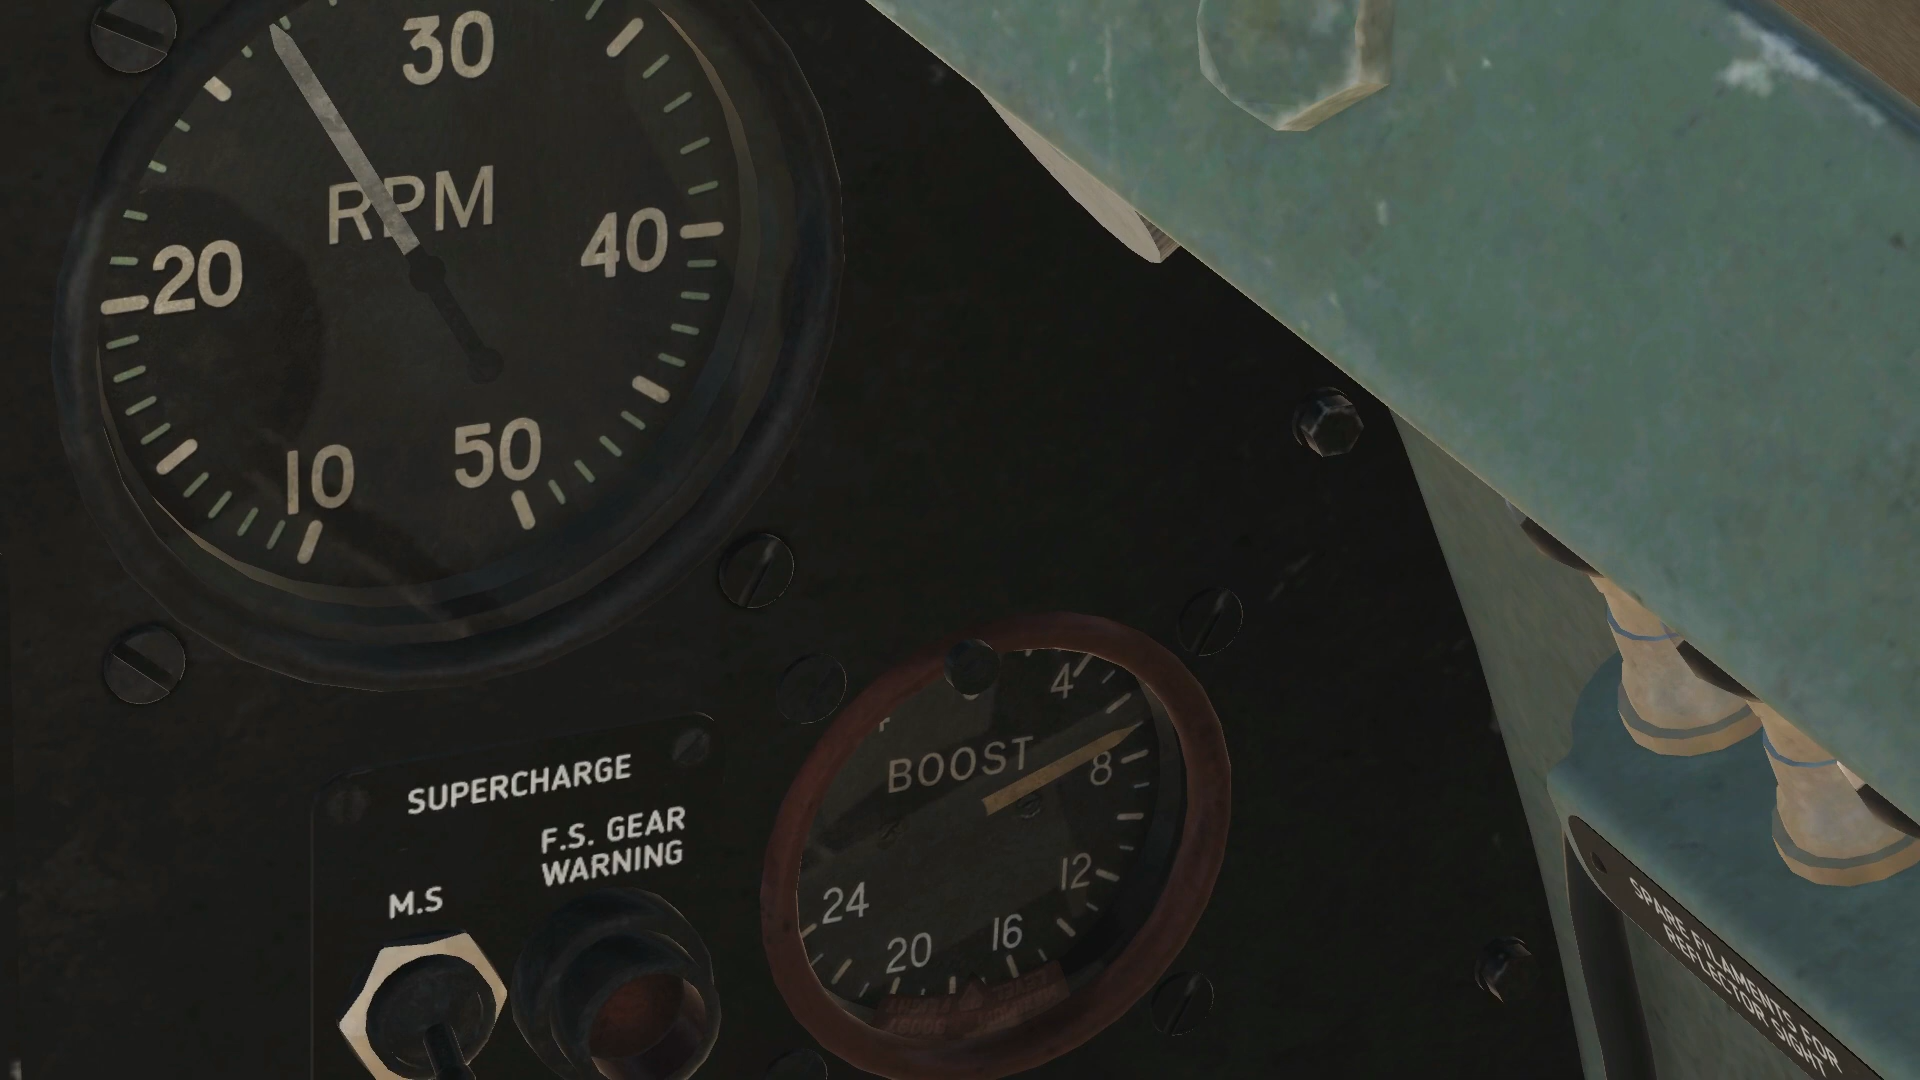 30
RPM
20
40
10
50
4
BOOST
8
12
16
20
24
SUPERCHARGE
F.S. GEAR
WARNING
M.S
SPARE FILAMENTS FOR
REFLECTOR SIGHT